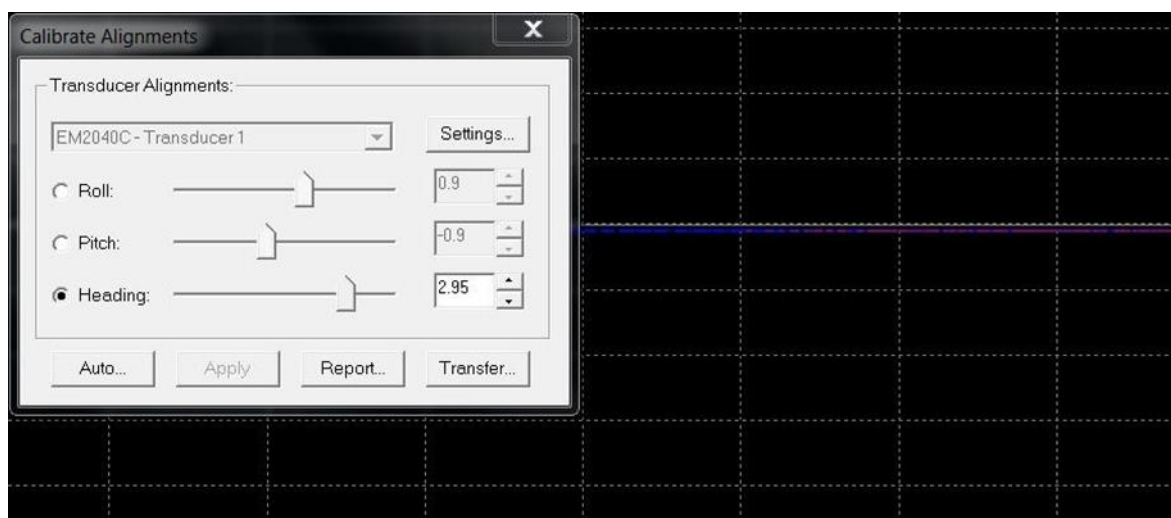 Calibrate Alignments
Transducer Alignments:
EM2040C - Transducer 1
Settings...
Roll:
0.9
Pitch:
-0.9
Heading:
2.95
Auto...
Apply
Report...
Transfer...